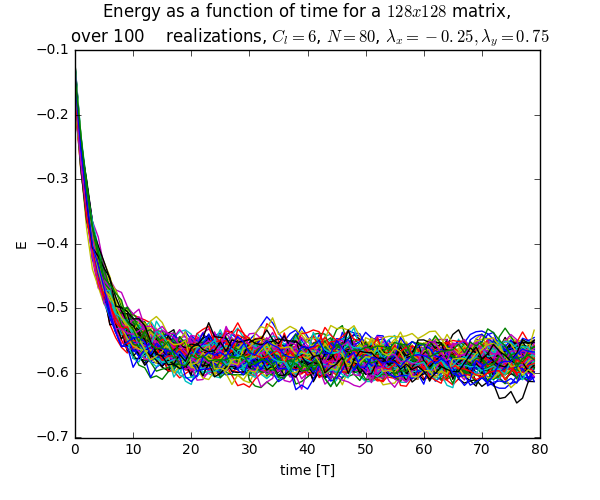 Energy as a function of time for a 128x128 matrix,
over 100 realizations, C_l = 6, N = 80, λ_x = −0.25, λ_y = 0.75
−0.1
−0.2
−0.3
−0.4
−0.5
−0.6
−0.7
E
0 10 20 30 40 50 60 70 80
time [T]